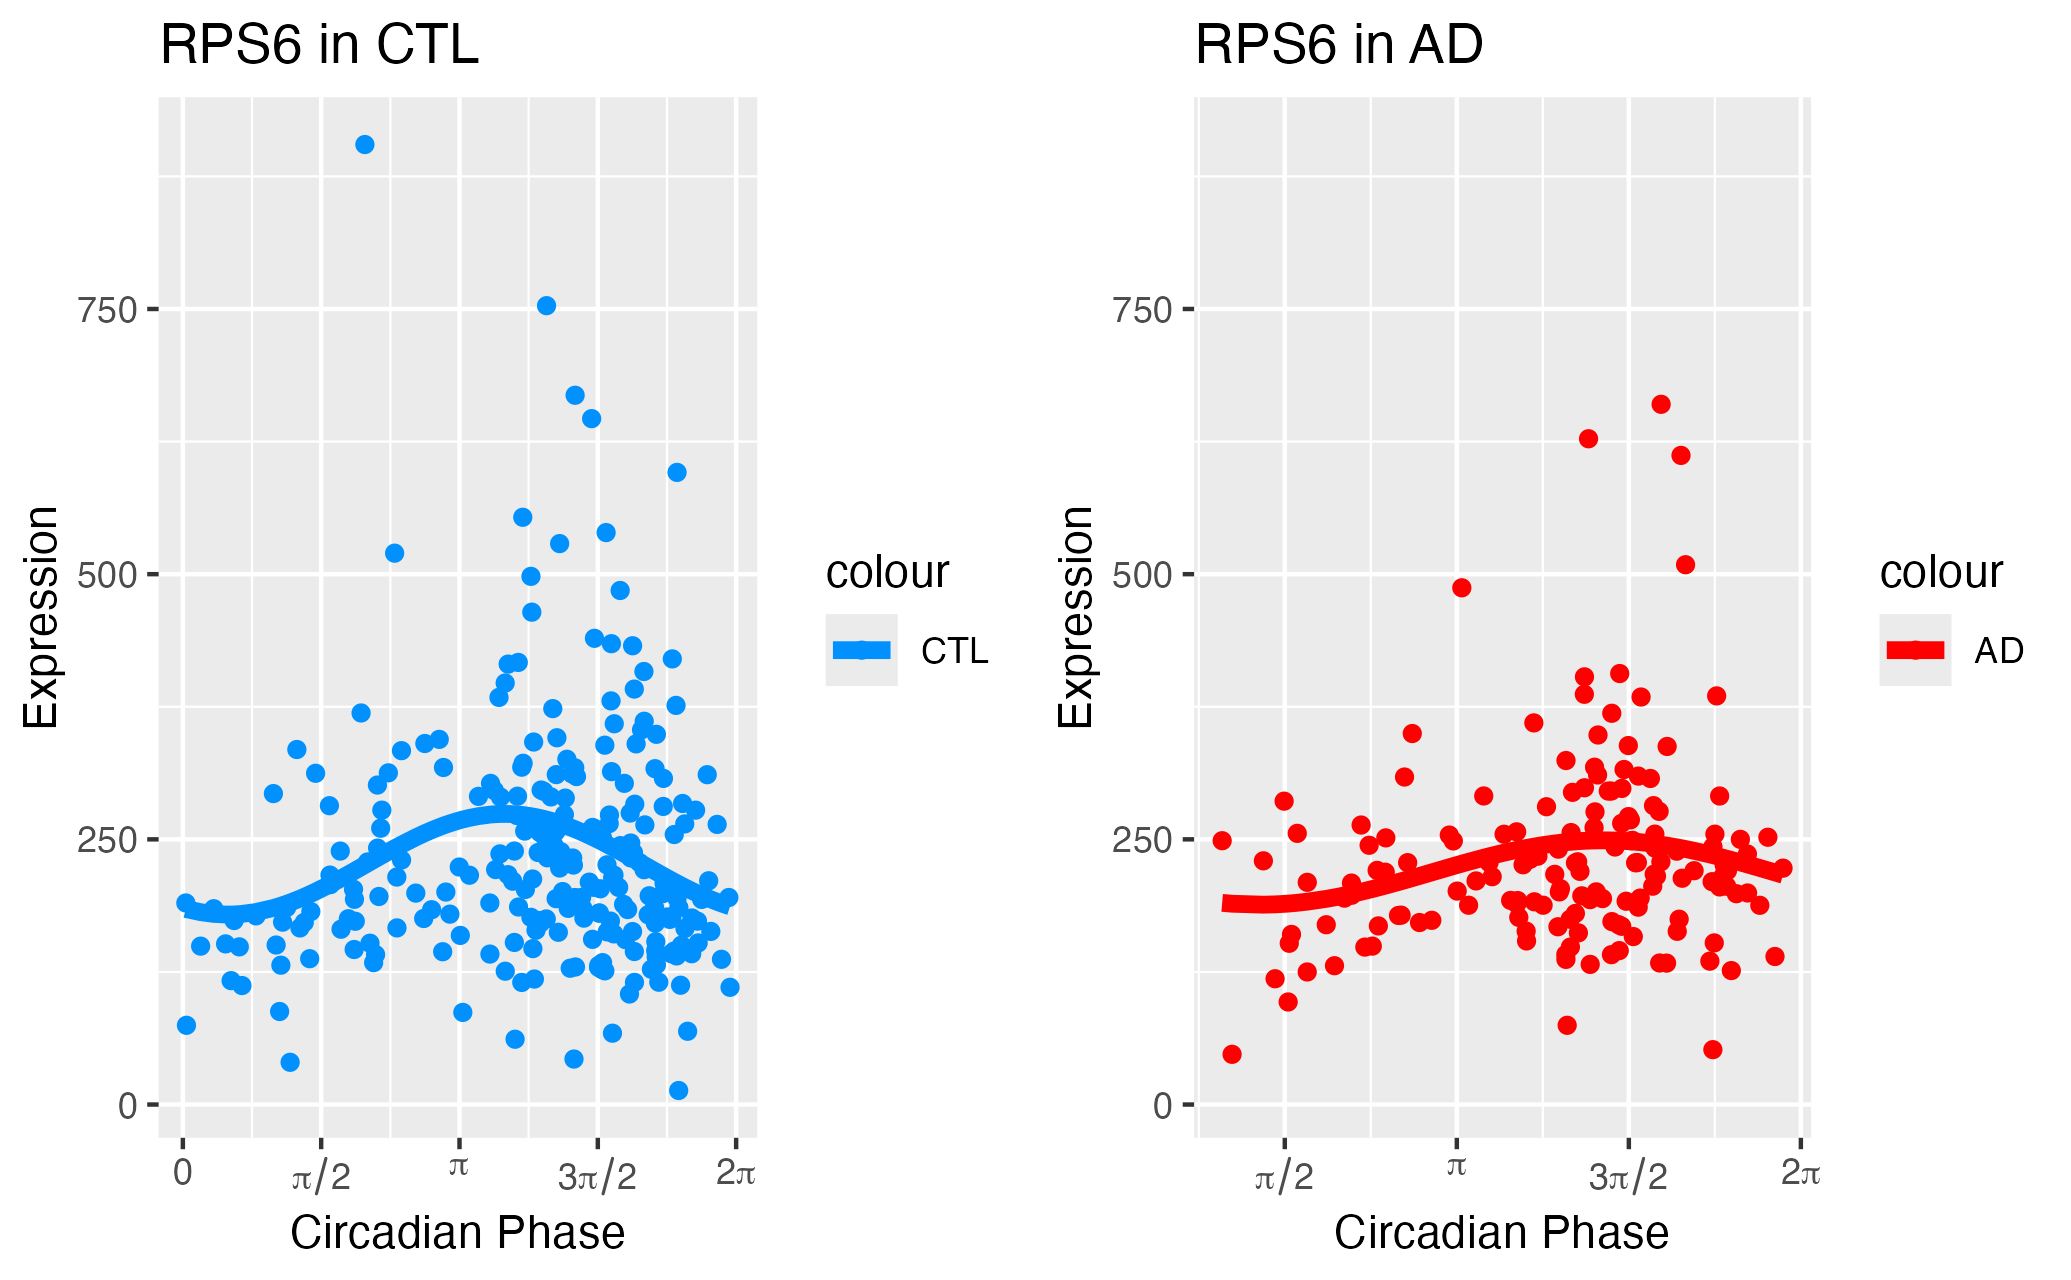 RPS6 in CTL
Expression
750
500
250
0
0
π/2
π
3π/2
2π
Circadian Phase
colour
CTL
RPS6 in AD
Expression
750
500
250
0
π/2
π
3π/2
2π
Circadian Phase
colour
AD